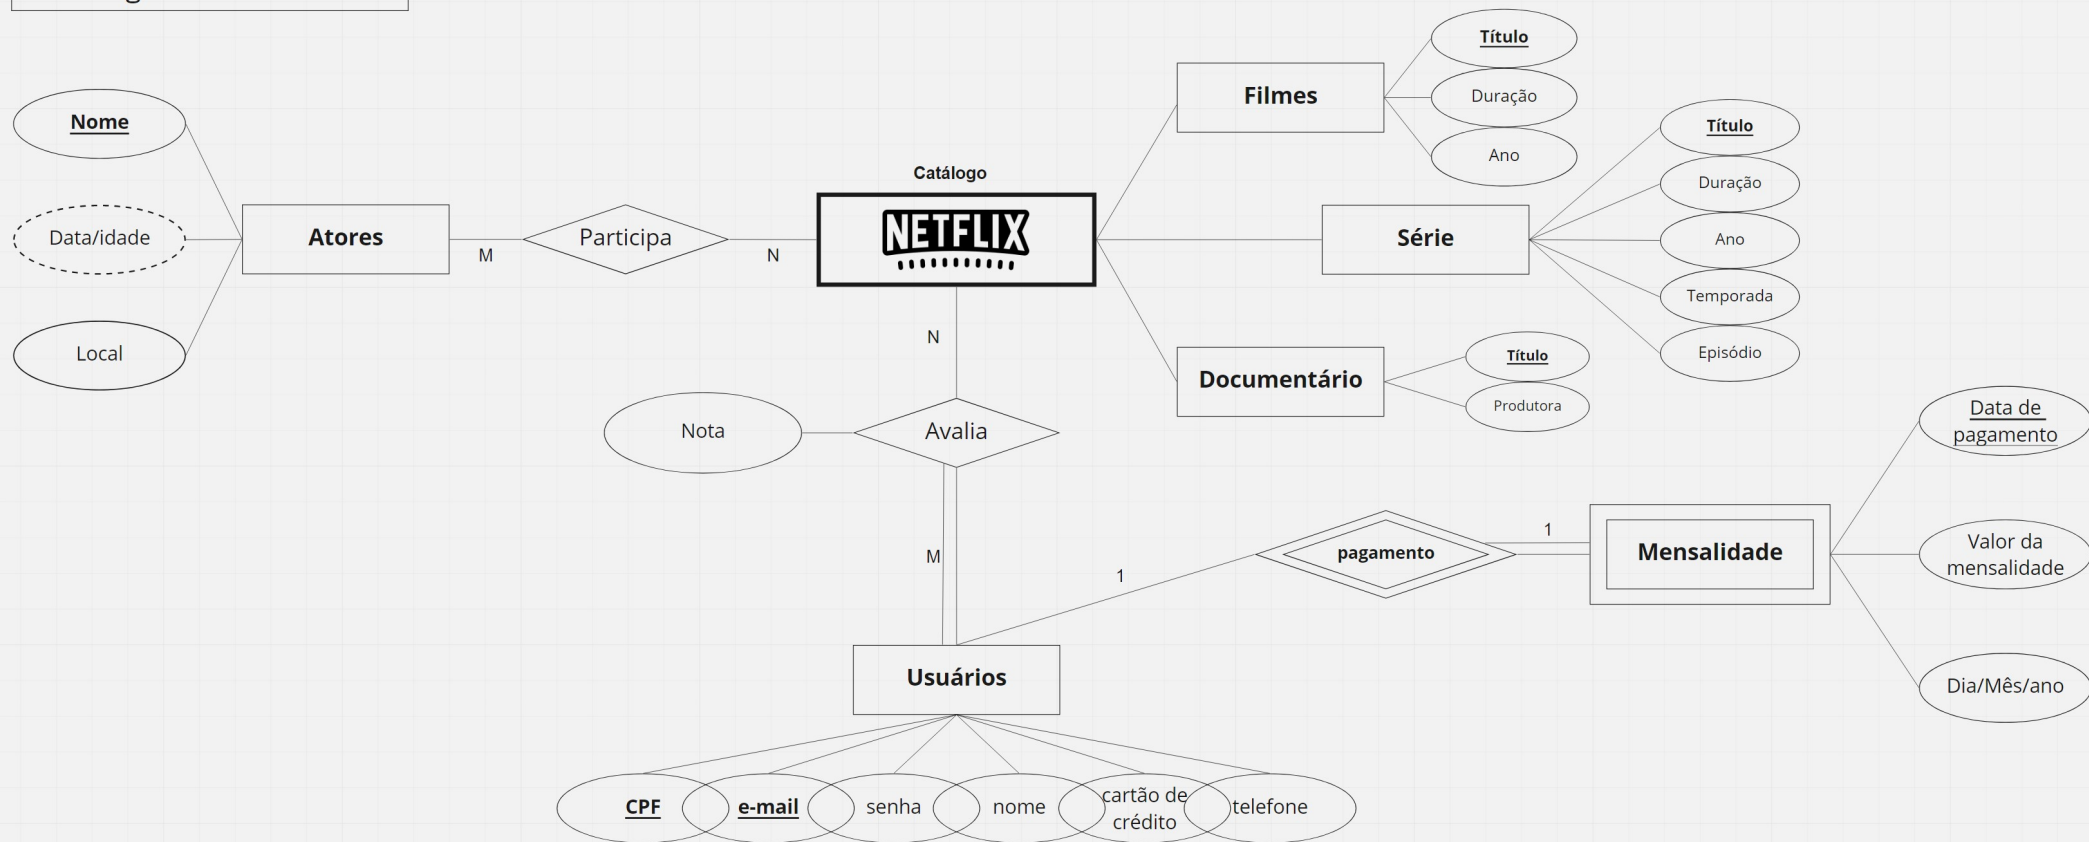 Título
Filmes
Duração
Ano
Nome
Título
Duração
Ano
Temporada
Episódio
Catálogo
NETFLIX
Data/idade
Atores
M
Participa
N
Série
Local
N
Documentário
Título
Produtora
Nota
Avalia
Data de
pagamento
M
1
pagamento
1
Mensalidade
Valor da
mensalidade
Usuários
Dia/Mês/ano
CPF
e-mail
senha
nome
cartão de
crédito
telefone